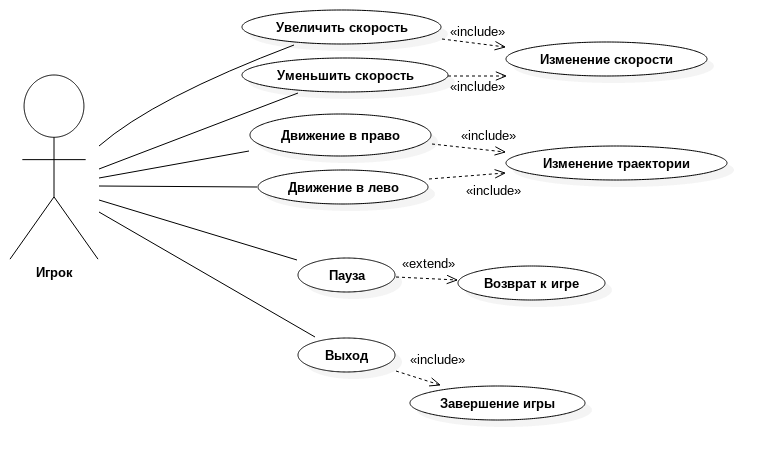 Увеличить скорость
«include»
Изменение скорости
Уменьшить скорость
«include»
Движение в право
«include»
Изменение траектории
Движение в лево
«include»
Игрок
Пауза
«extend»
Возврат к игре
Выход
«include»
Завершение игры